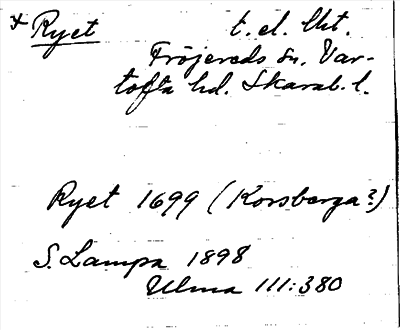 + Ryet t. el. lht.
Fröjereds sn. Var-
tofta hd. Skarab. l.
Ryet 1699 (Korsberga?)
S. Lampa 1898
Ulma 111:380